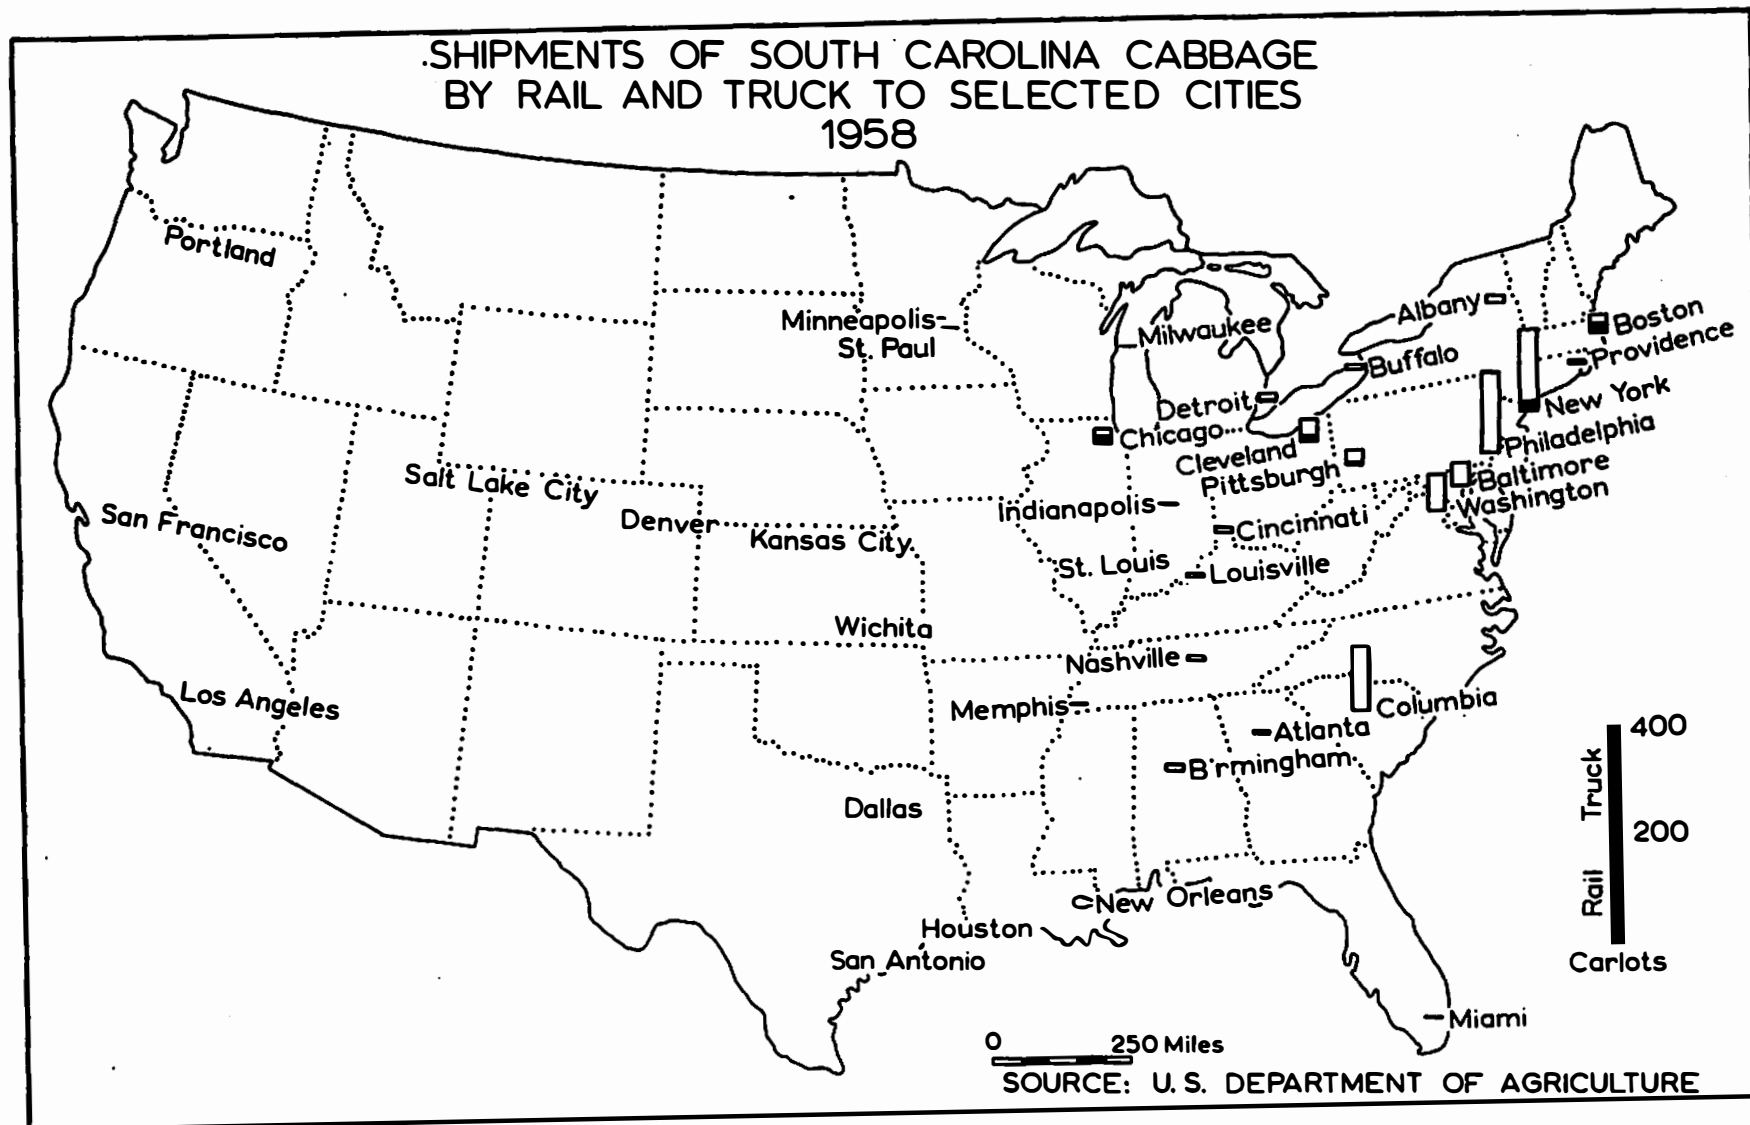 SHIPMENTS OF SOUTH CAROLINA CABBAGE
BY RAIL AND TRUCK TO SELECTED CITIES
1958
Portland
Minneapolis-
St. Paul
Milwaukee
Albany
Boston
Providence
Buffalo
Detroit
New York
Chicago
Cleveland
Philadelphia
Pittsburgh
Baltimore
Washington
Salt Lake City
San Francisco
Denver
Kansas City
Indianapolis
Cincinnati
St. Louis
Louisville
Wichita
Nashville
Los Angeles
Memphis
Columbia
Atlanta
B'rmingham
Dallas
New Orleans
Houston
San Antonio
Miami
400
Truck
200
Rail
Carlots
0 250 Miles
SOURCE: U. S. DEPARTMENT OF AGRICULTURE